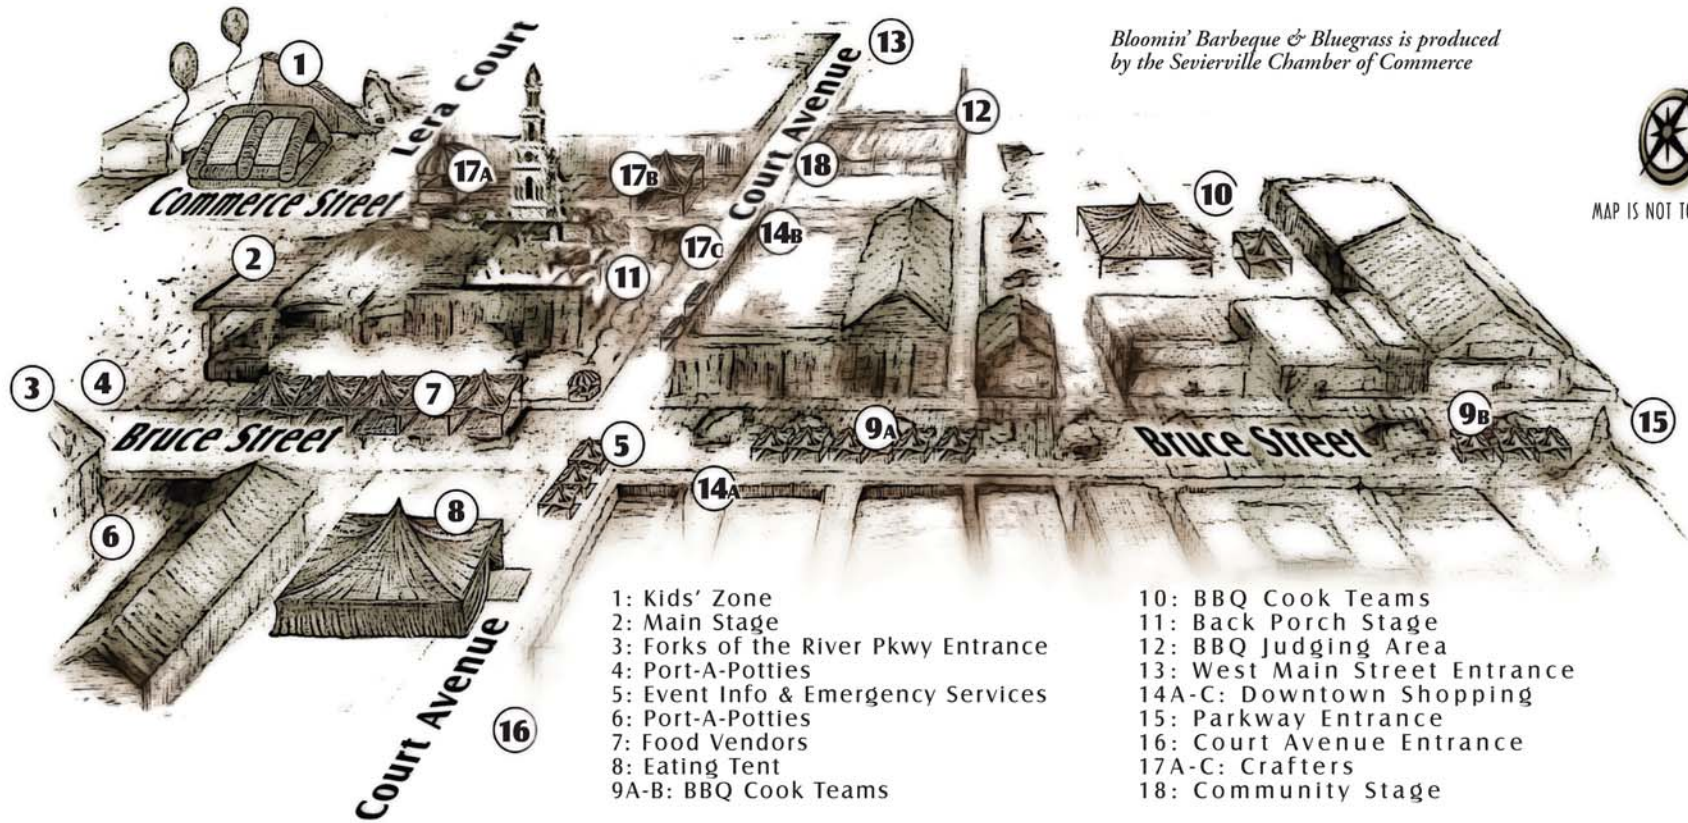 Bloomin' Barbeque & Bluegrass is produced
by the Sevierville Chamber of Commerce
MAP IS NOT
1
2
3
4
5
6
7
8
9A
9B
10
11
12
13
14A
14B
15
16
17A
17B
17C
18
Lera Court
Commerce Street
Court Avenue
Bruce Street
Bruce Street
Court Avenue
1: Kids' Zone
2: Main Stage
3: Forks of the River Pkwy Entrance
4: Port-A-Potties
5: Event Info & Emergency Services
6: Port-A-Potties
7: Food Vendors
8: Eating Tent
9A-B: BBQ Cook Teams
10: BBQ Cook Teams
11: Back Porch Stage
12: BBQ Judging Area
13: West Main Street Entrance
14A-C: Downtown Shopping
15: Parkway Entrance
16: Court Avenue Entrance
17A-C: Crafters
18: Community Stage